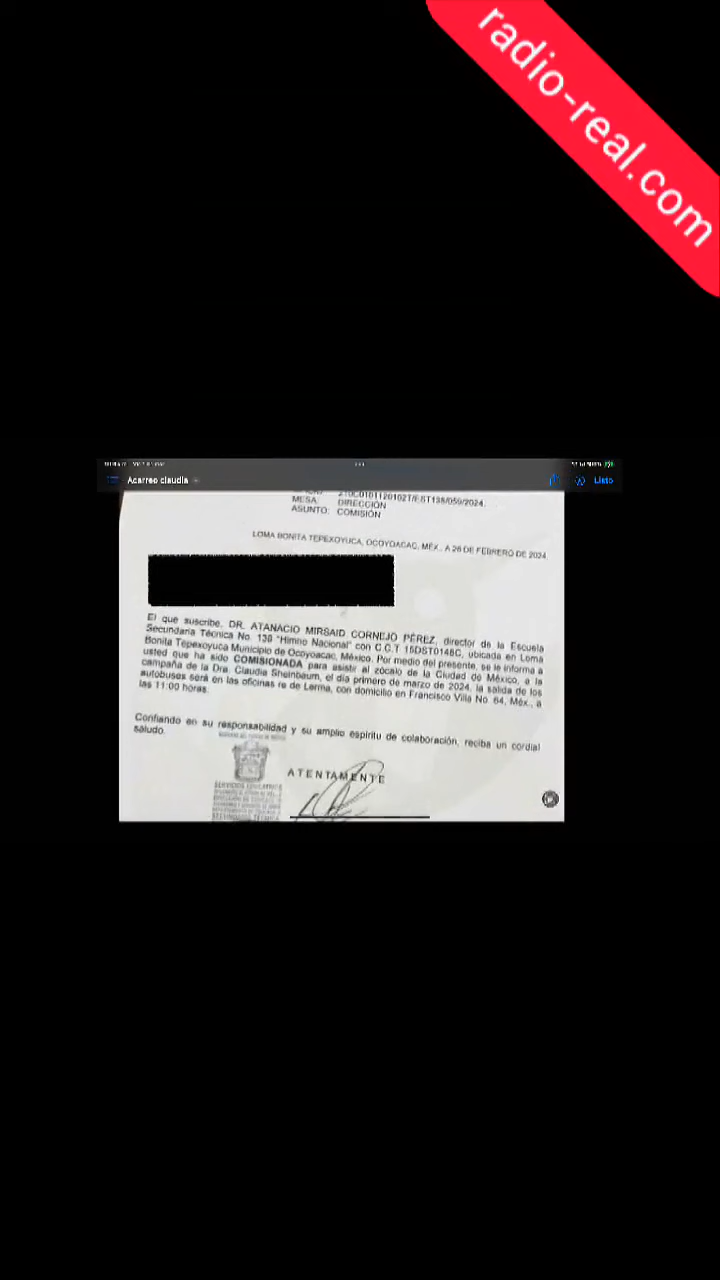 radio-real.com
Acarreo claudia
Listo
MESA: DIRECCIÓN
ASUNTO: COMISIÓN
LOMA BONITA TEPEXOYUCA, OCOYOACAC, MÉX., A 26 DE FEBRERO DE 2024.
El que suscribe, DR. ATANACIO MIRSAID CORNEJO PÉREZ, director de la Escuela
Secundaria Técnica No. 138 "Himno Nacional" con C.C.T 15DST0148C, ubicada en Loma
Bonita Tepexoyuca Municipio de Ocoyoacac, México. Por medio del presente, se le informa a
usted que ha sido COMISIONADA para asistir al zócalo de la Ciudad de México, a la
campaña de la Dra. Claudia Sheinbaum, el día primero de marzo de 2024, la salida de los
autobuses será en las oficinas re de Lerma, con domicilio en Francisco Villa No. 64, Méx., a
las 11:00 horas.
Confiando en su responsabilidad y su amplio espíritu de colaboración, reciba un cordial
saludo.
ATENTAMENTE